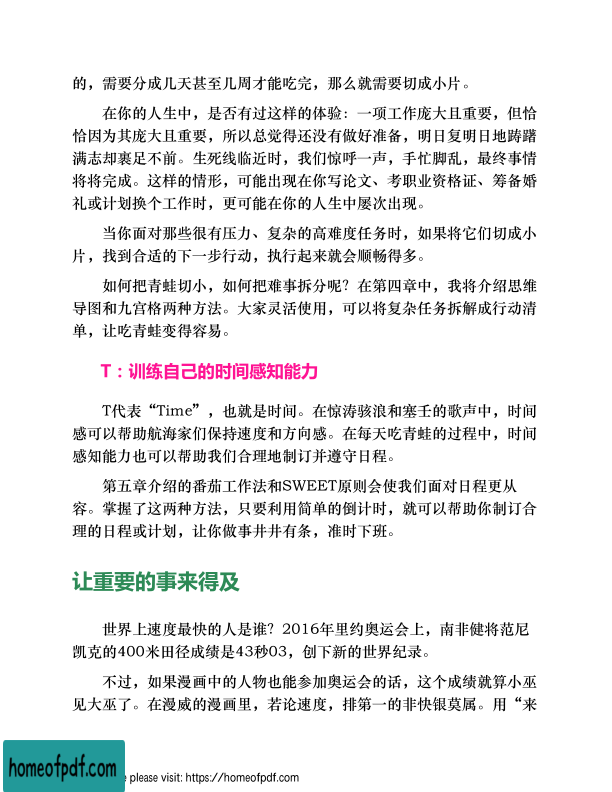 的，需要分成几天甚至几周才能吃完，那么就需要切成小片。
在你的人生中，是否有过这样的体验：一项工作庞大且重要，但恰
恰因为其庞大且重要，所以总觉得还没有做好准备，明日复明日地踌躇
满志却裹足不前。生死线临近时，我们惊呼一声，手忙脚乱，最终事情
将将完成。这样的情形，可能出现在你写论文、考职业资格证、筹备婚
礼或计划换个工作时，更可能在你的人生中屡次出现。
当你面对那些很有压力、复杂的高难度任务时，如果将它们切成小
片，找到合适的下一步行动，执行起来就会顺畅得多。
如何把青蛙切小，如何把难事拆分呢？在第四章中，我将介绍思维
导图和九宫格两种方法。大家灵活使用，可以将复杂任务拆解成行动清
单，让吃青蛙变得容易。
T：训练自己的时间感知能力
T代表“Time”，也就是时间。在惊涛骇浪和塞壬的歌声中，时间
感可以帮助航海家们保持速度和方向感。在每天吃青蛙的过程中，时间
感知能力也可以帮助我们合理地制订并遵守日程。
第五章介绍的番茄工作法和SWEET原则会使我们面对日程更从
容。掌握了这两种方法，只要利用简单的倒计时，就可以帮助你制订合
理的日程或计划，让你做事井井有条，准时下班。
让重要的事来得及
世界上速度最快的人是谁？2016年里约奥运会上，南非健将范尼
凯克的400米田径成绩是43秒03，创下新的世界纪录。
不过，如果漫画中的人物也能参加奥运会的话，这个成绩就算小巫
见大巫了。在漫威的漫画里，若论速度，排第一的非快银莫属。用“来
homeofpdf.com
e please visit: https://homeofpdf.com